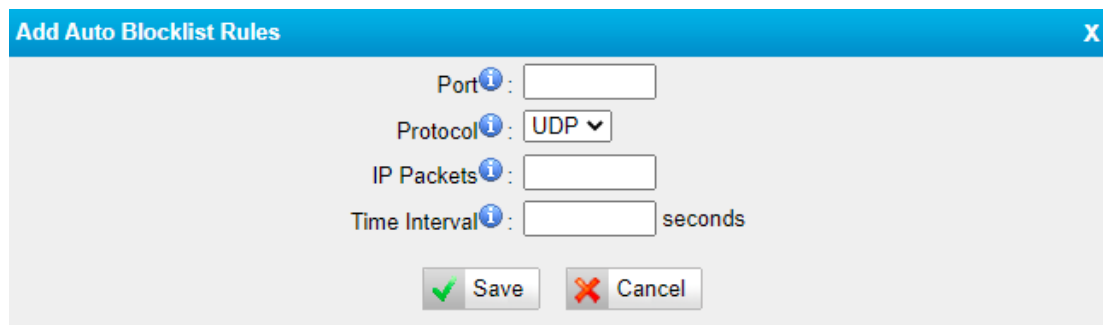 Add Auto Blocklist Rules X
Port i :
Protocol i : UDP
IP Packets i :
Time Interval i : seconds
Save Cancel